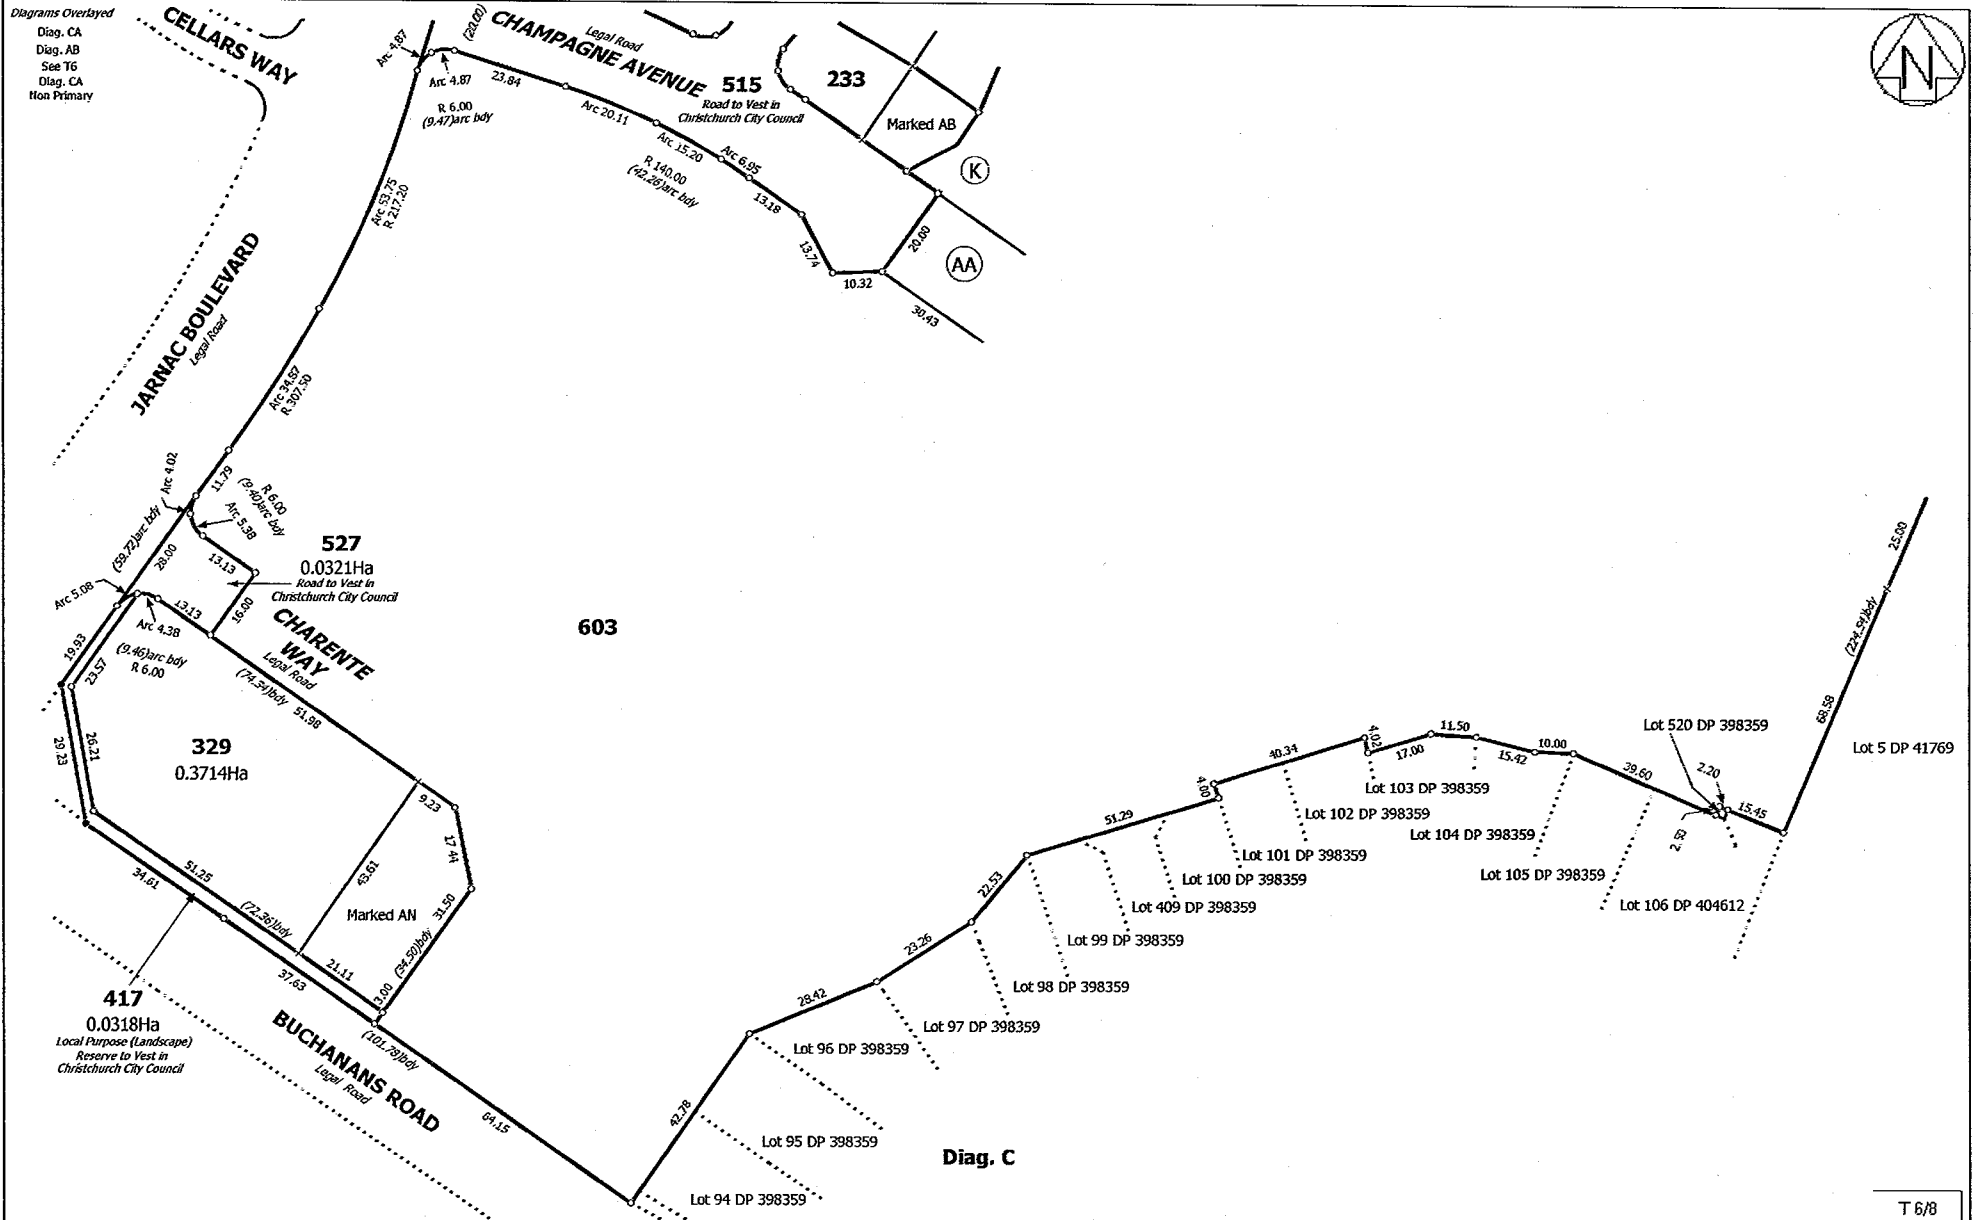 Diagrams Overlayed
Diag. CA
Diag. AB
See T6
Diag. CA
Non Primary
CELLARS WAY
CHAMPAGNE AVENUE
Legal Road
(20.00)
Arc 4.87
Arc 4.87
R 6.00
(9.47)arc bdy
23.84
Arc 20.11
Arc 15.20
Arc 6.95
R 140.00
(42.26)arc bdy
13.18
13.74
10.32
20.00
30.43
515
Road to Vest in
Christchurch City Council
233
Marked AB
K
AA
N
Arc 53.75
R 217.20
JARNAC BOULEVARD
Legal Road
Arc 34.87
R 307.50
11.79
Arc 4.02
R 6.00
(9.40)arc bdy
Arc 5.38
(59.72)arc bdy
28.00
13.13
527
0.0321Ha
Road to Vest in
Christchurch City Council
16.00
Arc 5.08
Arc 4.38
13.13
(9.46)arc bdy
R 6.00
CHARENTE
WAY
Legal Road
(74.34)bdy
51.98
19.93
23.57
29.23
26.21
329
0.3714Ha
603
9.23
17.44
43.61
Marked AN
31.50
(34.50)bdy
3.00
51.25
34.61
(72.36)bdy
21.11
37.63
417
0.0318Ha
Local Purpose (Landscape)
Reserve to Vest in
Christchurch City Council
BUCHANANS ROAD
Legal Road
(101.78)bdy
64.15
42.78
28.42
23.26
22.53
51.29
4.00
40.34
4.02
17.00
11.50
15.42
10.00
39.60
2.20
2.50
15.45
68.58
(224.54)bdy
25.00
Lot 520 DP 398359
Lot 5 DP 41769
Lot 103 DP 398359
Lot 102 DP 398359
Lot 104 DP 398359
Lot 101 DP 398359
Lot 105 DP 398359
Lot 100 DP 398359
Lot 106 DP 404612
Lot 409 DP 398359
Lot 99 DP 398359
Lot 98 DP 398359
Lot 97 DP 398359
Lot 96 DP 398359
Lot 95 DP 398359
Lot 94 DP 398359
Diag. C
T 6/8